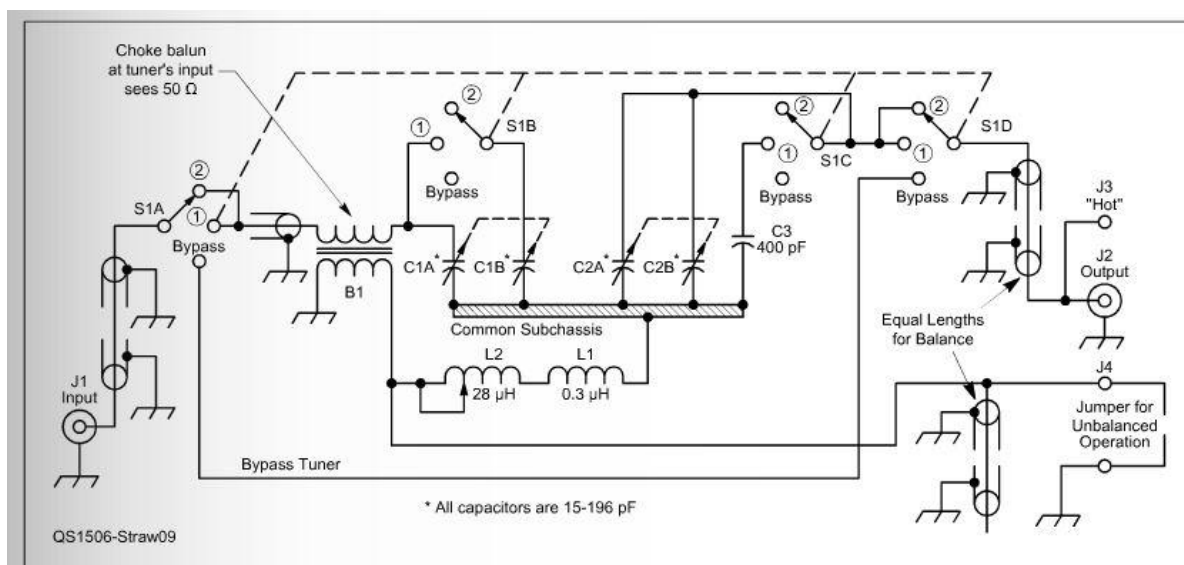 Choke balun
at tuner's input
sees 50 Ω
②
①
S1B
Bypass
②
①
S1C
Bypass
②
①
S1D
Bypass
S1A
②
①
Bypass
J3
"Hot"
C3
400 pF
C1A*
C1B*
C2A*
C2B*
J2
Output
B1
Common Subchassis
Equal Lengths
for Balance
L2
28 µH
L1
0.3 µH
J1
Input
J4
Jumper for
Unbalanced
Operation
Bypass Tuner
* All capacitors are 15-196 pF
QS1506-Straw09